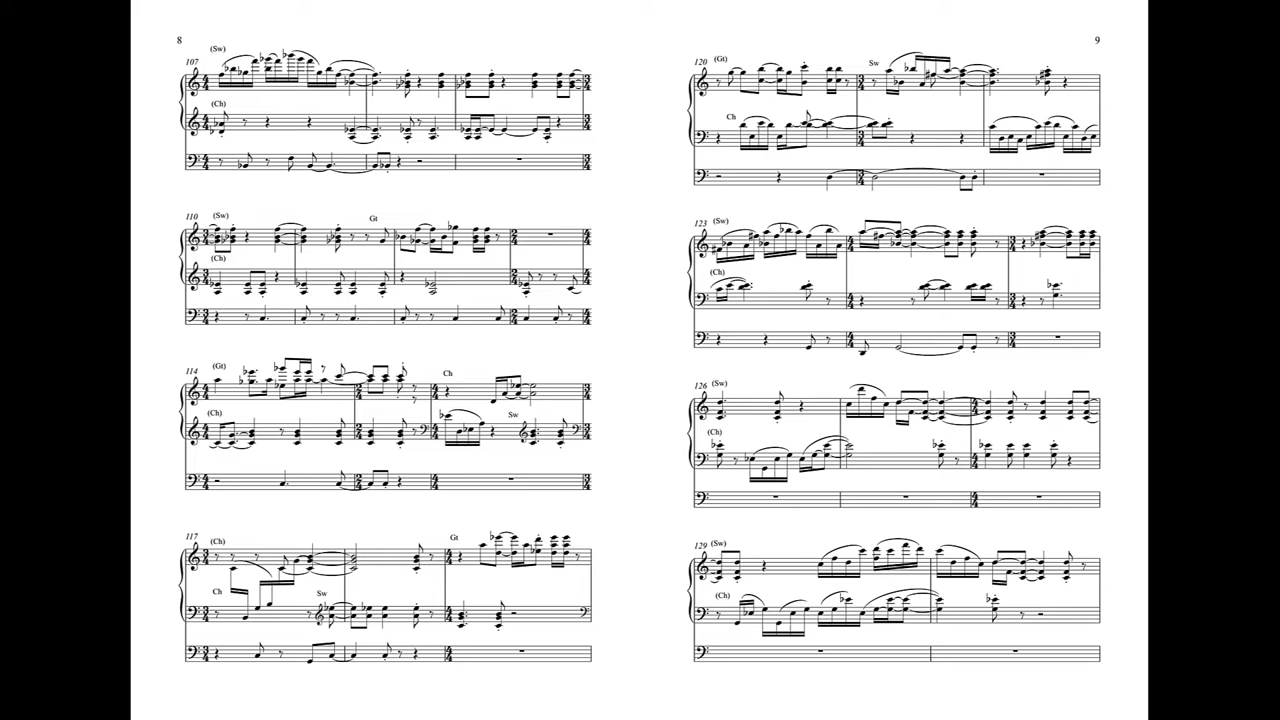 8
(Sw)
107
(Ch)
(Sw)
Gt
110
(Ch)
(Gt)
Ch
114
(Ch)
Sw
(Ch)
Gt
117
Ch
Sw
9
(Gt)
Sw
120
Ch
(Sw)
123
(Ch)
(Sw)
126
(Ch)
(Sw)
129
(Ch)